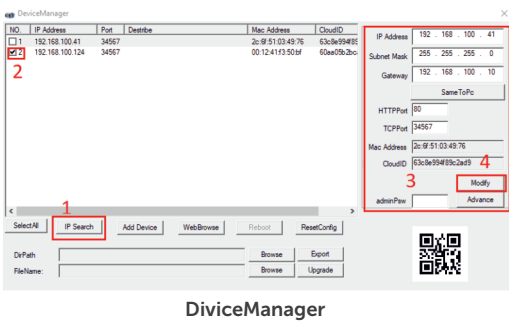 DeviceManager
NO. IP Address Port Destribe Mac Address CloudID
1 192.168.100.41 34567 2c:6f:51:03:49:76 63c8e994f89
2 192.168.100.124 34567 00:12:41:f3:50:bf 60aa05b2bc
2
1
SelectAll IP Search Add Device WebBrowse Reboot ResetConfig
DirPath Browse Export
FileName: Browse Upgrade
IP Address 192 . 168 . 100 . 41
Subnet Mask 255 . 255 . 255 . 0
Gateway 192 . 168 . 100 . 10
SameToPc
HTTPPort 80
TCPPort 34567
Mac Address 2c:6f:51:03:49:76
CloudID 63c8e994f89c2ad9
4
3
Modify
adminPsw Advance
DiviceManager